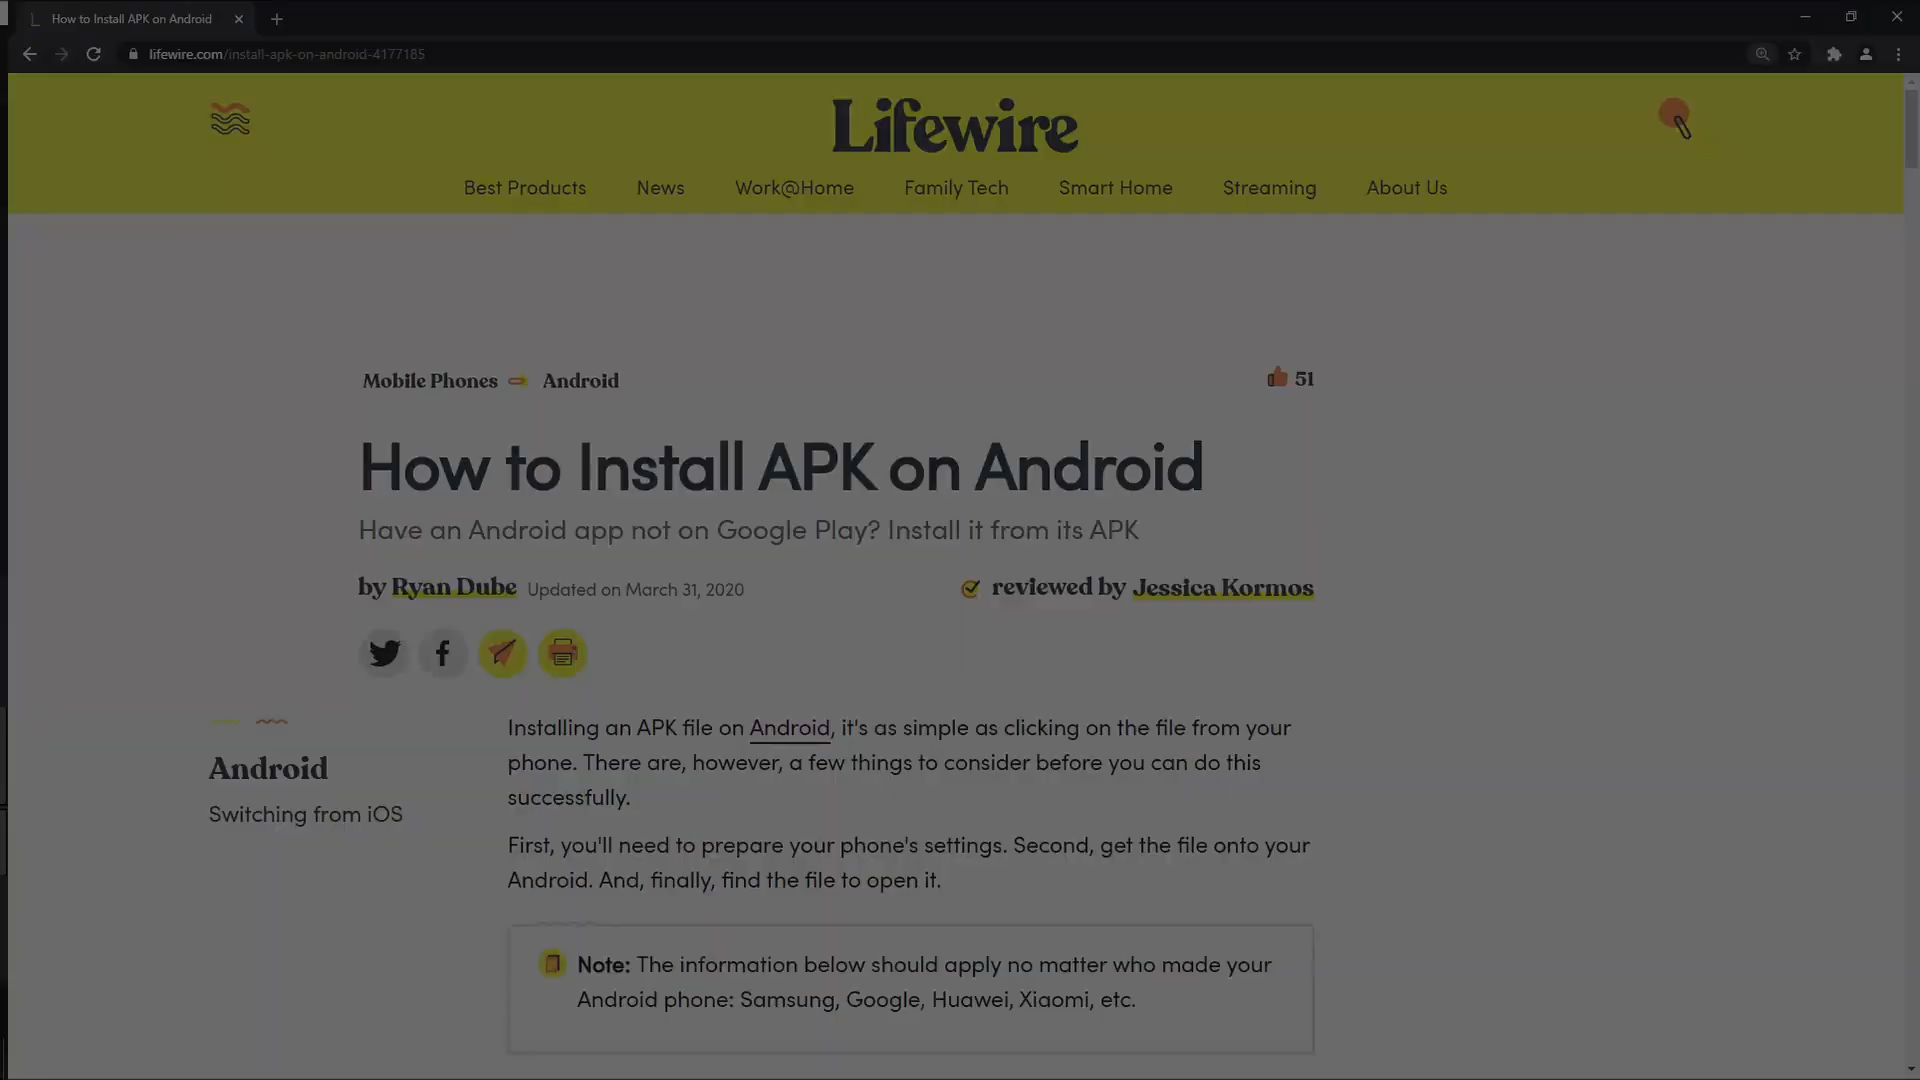 How to Install APK on Android
lifewire.com/install-apk-on-android-4177185
Lifewire
Best Products News Work@Home Family Tech Smart Home Streaming About Us
Mobile Phones Android 51
How to Install APK on Android
Have an Android app not on Google Play? Install it from its APK
by Ryan Dube Updated on March 31, 2020 reviewed by Jessica Kormos
Android
Switching from iOS
Installing an APK file on Android, it's as simple as clicking on the file from your
phone. There are, however, a few things to consider before you can do this
successfully.
First, you'll need to prepare your phone's settings. Second, get the file onto your
Android. And, finally, find the file to open it.
Note: The information below should apply no matter who made your
Android phone: Samsung, Google, Huawei, Xiaomi, etc.